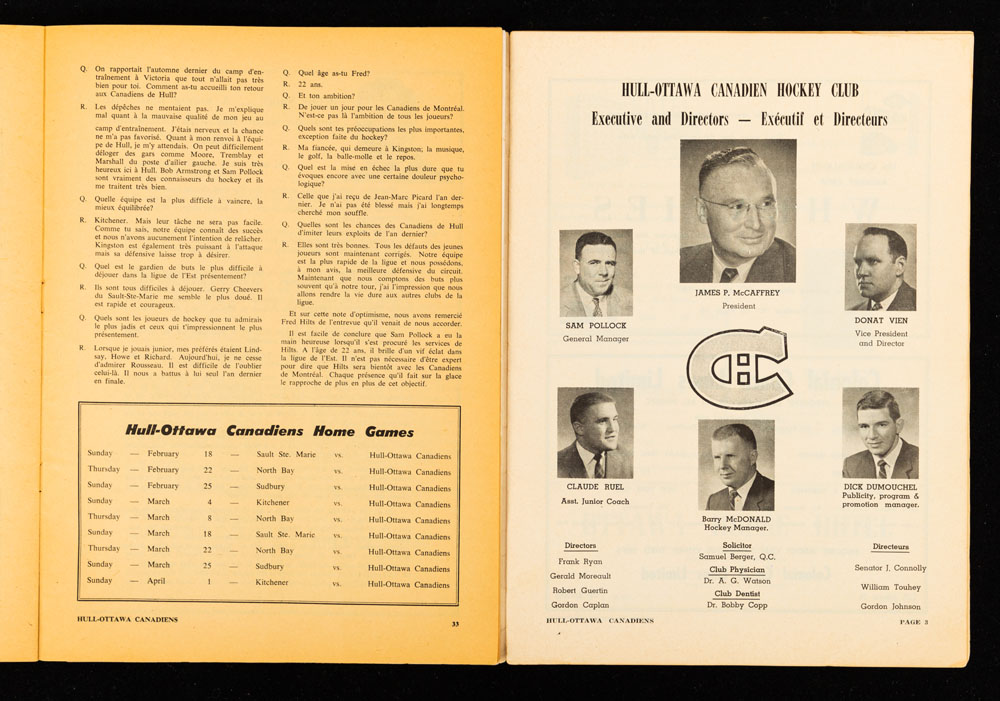 Q. On rapportait l'automne dernier du camp d'en-
traînement à Victoria que tout n'allait pas très
bien pour toi. Comment as-tu accueilli ton retour
aux Canadiens de Hull?
R. Les dépêches ne mentaient pas. Je m'explique
mal quant à la mauvaise qualité de mon jeu au
camp d'entraînement. J'étais nerveux et la chance
ne m'a pas favorisé. Quant à mon renvoi à l'équi-
pe de Hull, je m'y attendais. On peut difficilement
déloger des gars comme Moore, Tremblay et
Marshall du poste d'ailier gauche. Je suis très
heureux ici à Hull. Bob Armstrong et Sam Pollock
sont vraiment des connaisseurs du hockey et ils
me traitent très bien.
Q. Quelle équipe est la plus difficile à vaincre, la
mieux équilibrée?
R. Kitchener. Mais leur tâche ne sera pas facile.
Comme tu sais, notre équipe connaît des succès
et nous n'avons aucunement l'intention de relâcher.
Kingston est également très puissant à l'attaque
mais sa défensive laisse trop à désirer.
Q. Quel est le gardien de buts le plus difficile à
déjouer dans la ligue de l'Est présentement?
R. Ils sont tous difficiles à déjouer. Gerry Cheevers
du Sault-Ste-Marie me semble le plus doué. Il
est rapide et courageux.
Q. Quels sont les joueurs de hockey que tu admirais
le plus jadis et ceux qui t'impressionnent le plus
présentement.
R. Lorsque je jouais junior, mes préférés étaient Lind-
say, Howe et Richard. Aujourd'hui, je ne cesse
d'admirer Rousseau. Il est difficile de l'oublier
celui-là. Il nous a battus à lui seul l'an dernier
en finale.
Q. Quel âge as-tu Fred?
R. 22 ans.
Q. Et ton ambition?
R. De jouer un jour pour les Canadiens de Montréal.
N'est-ce pas là l'ambition de tous les joueurs?
Q. Quels sont tes préoccupations les plus importantes,
exception faite du hockey?
R. Ma fiancée, qui demeure à Kingston; la musique,
le golf, la balle-molle et le repos.
Q. Quel est la mise en échec la plus dure que tu
évoques encore avec une certaine douleur psycho-
logique?
R. Celle que j'ai reçu de Jean-Marc Picard l'an der-
nier. Je n'ai pas été blessé mais j'ai longtemps
cherché mon souffle.
Q. Quelles sont les chances des Canadiens de Hull
d'imiter leurs exploits de l'an dernier?
R. Elles sont très bonnes. Tous les défauts des jeunes
joueurs sont maintenant corrigés. Notre équipe
est la plus rapide de la ligue et nous possédons,
à mon avis, la meilleure défensive du circuit.
Maintenant que nous comptons des buts plus
souvent qu'à notre tour, j'ai l'impression que nous
allons rendre la vie dure aux autres clubs de la
ligue.
Et sur cette note d'optimisme, nous avons remercié
Fred Hilts de l'entrevue qu'il venait de nous accorder.
Il est facile de conclure que Sam Pollock a eu la
main heureuse lorsqu'il s'est procuré les services de
Hilts. A l'âge de 22 ans, il brille d'un vif éclat dans
la ligue de l'Est. Il n'est pas nécessaire d'être expert
pour dire que Hilts sera bientôt avec les Canadiens
de Montréal. Chaque présence qu'il fait sur la glace
le rapproche de plus en plus de cet objectif.
Hull-Ottawa Canadiens Home Games
Sunday — February 18 — Sault Ste. Marie vs. Hull-Ottawa Canadiens
Thursday — February 22 — North Bay vs. Hull-Ottawa Canadiens
Sunday — February 25 — Sudbury vs. Hull-Ottawa Canadiens
Sunday — March 4 — Kitchener vs. Hull-Ottawa Canadiens
Thursday — March 8 — North Bay vs. Hull-Ottawa Canadiens
Sunday — March 18 — Sault Ste. Marie vs. Hull-Ottawa Canadiens
Thursday — March 22 — North Bay vs. Hull-Ottawa Canadiens
Sunday — March 25 — Sudbury vs. Hull-Ottawa Canadiens
Sunday — April 1 — Kitchener vs. Hull-Ottawa Canadiens
HULL-OTTAWA CANADIENS 33
HULL-OTTAWA CANADIEN HOCKEY CLUB
Executive and Directors — Exécutif et Directeurs
JAMES P. McCAFFREY
President
SAM POLLOCK
General Manager
DONAT VIEN
Vice President
and Director
CH
CLAUDE RUEL
Asst. Junior Coach
Barry McDONALD
Hockey Manager.
DICK DUMOUCHEL
Publicity, program &
promotion manager.
Directors
Frank Ryan
Gerald Moreault
Robert Guertin
Gordon Caplan
Solicitor
Samuel Berger, Q.C.
Club Physician
Dr. A. G. Watson
Club Dentist
Dr. Bobby Copp
Directeurs
Senator J. Connolly
William Touhey
Gordon Johnson
HULL-OTTAWA CANADIENS PAGE 3